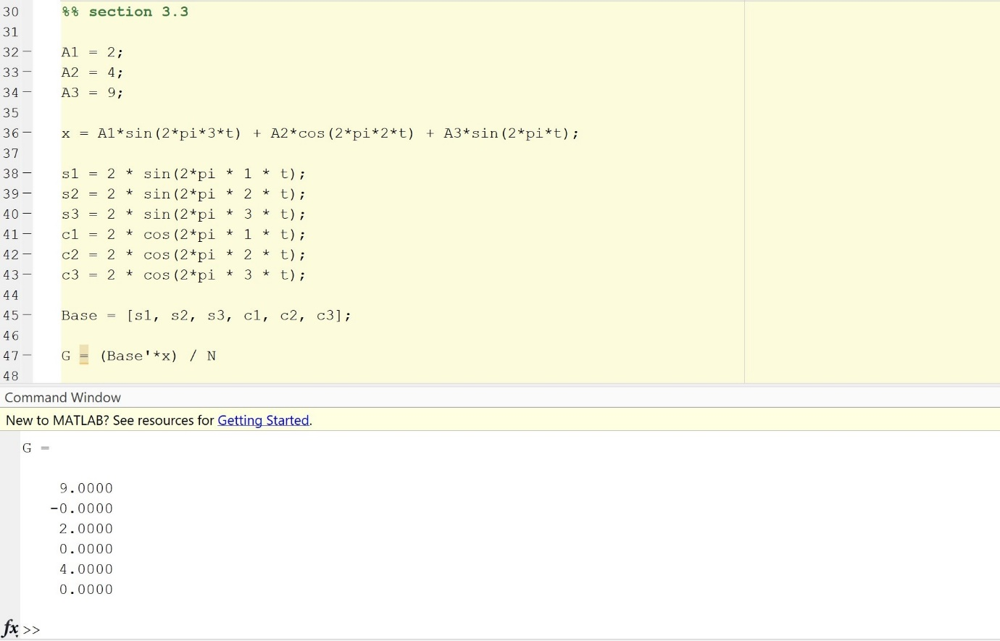 30 %% section 3.3
31
32 — A1 = 2;
33 — A2 = 4;
34 — A3 = 9;
35
36 — x = A1*sin(2*pi*3*t) + A2*cos(2*pi*2*t) + A3*sin(2*pi*t);
37
38 — s1 = 2 * sin(2*pi * 1 * t);
39 — s2 = 2 * sin(2*pi * 2 * t);
40 — s3 = 2 * sin(2*pi * 3 * t);
41 — c1 = 2 * cos(2*pi * 1 * t);
42 — c2 = 2 * cos(2*pi * 2 * t);
43 — c3 = 2 * cos(2*pi * 3 * t);
44
45 — Base = [s1, s2, s3, c1, c2, c3];
46
47 — G = (Base'*x) / N
48
Command Window
New to MATLAB? See resources for Getting Started.
G =
9.0000
-0.0000
2.0000
0.0000
4.0000
0.0000
fx >>